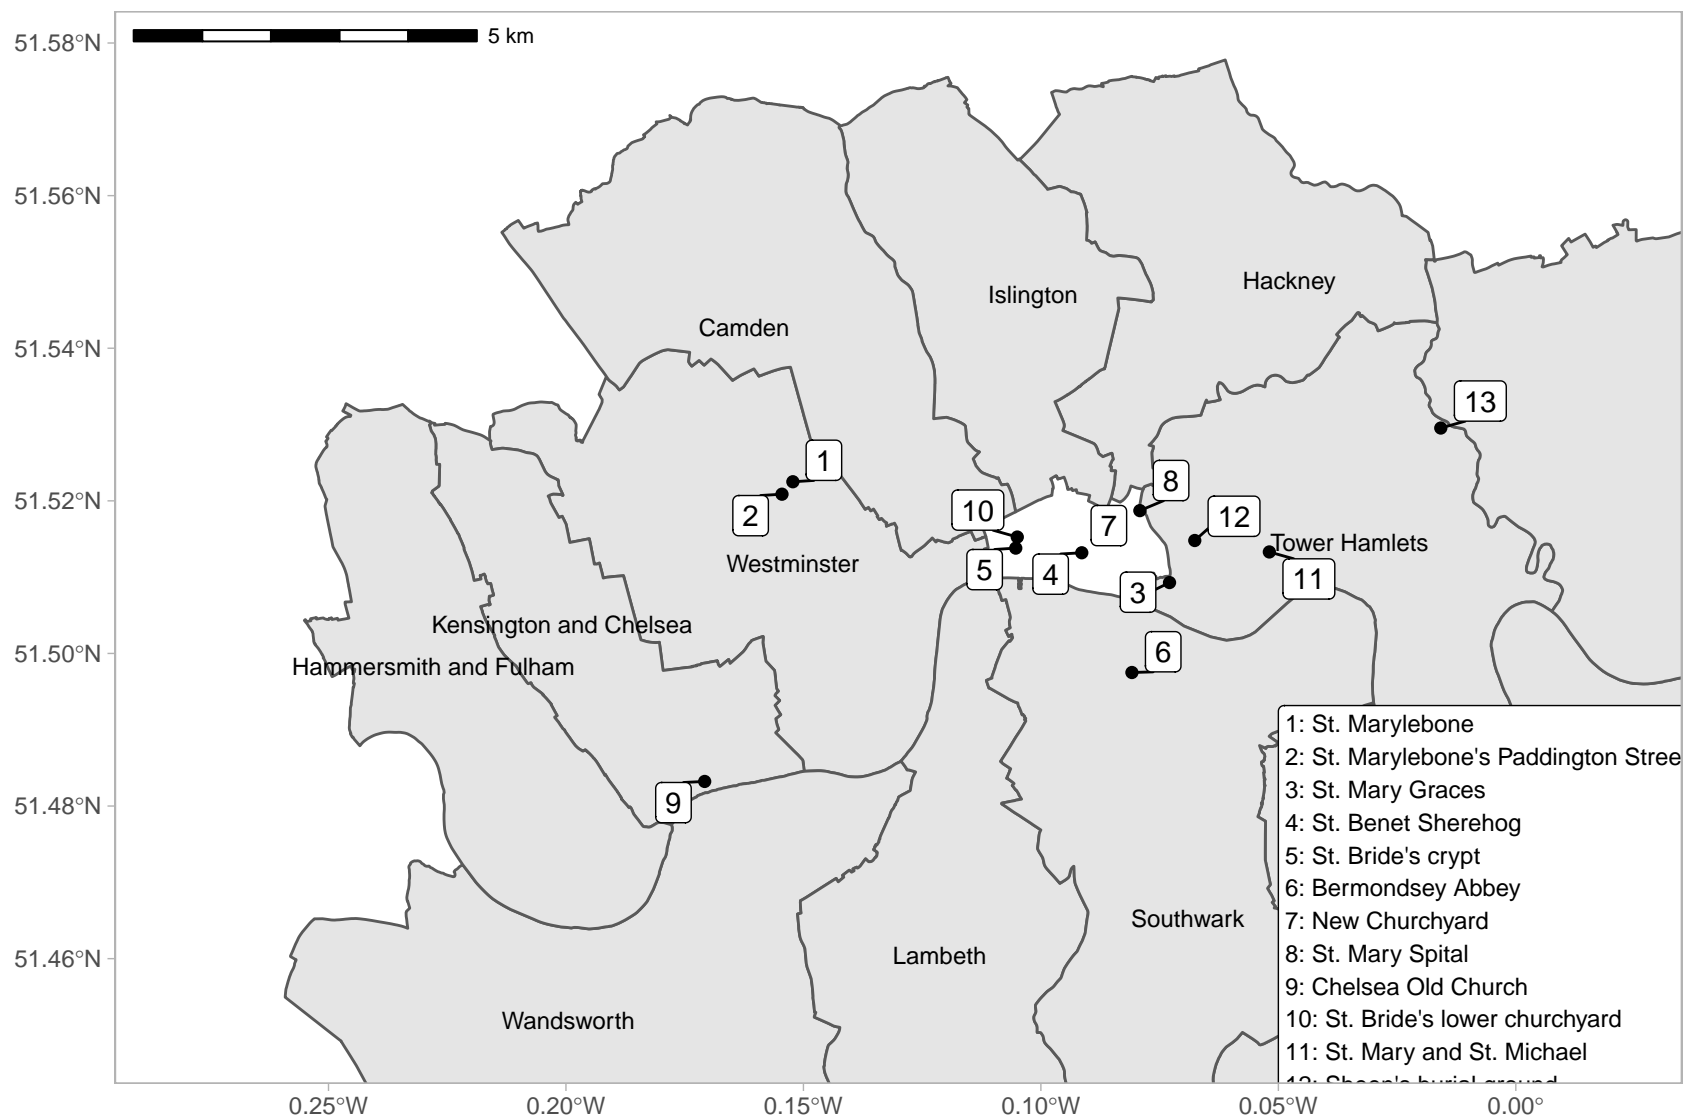 5 km
51.58°N
51.56°N
51.54°N
51.52°N
51.50°N
51.48°N
51.46°N
Hackney
Islington
Camden
13
1
8
2
10
7
12
Tower Hamlets
Westminster
5
4
11
3
Kensington and Chelsea
6
Hammersmith and Fulham
9
Southwark
Lambeth
Wandsworth
1: St. Marylebone
2: St. Marylebone's Paddington Stree
3: St. Mary Graces
4: St. Benet Sherehog
5: St. Bride's crypt
6: Bermondsey Abbey
7: New Churchyard
8: St. Mary Spital
9: Chelsea Old Church
10: St. Bride's lower churchyard
11: St. Mary and St. Michael
12: Sheen's burial ground
0.25°W
0.20°W
0.15°W
0.10°W
0.05°W
0.00°